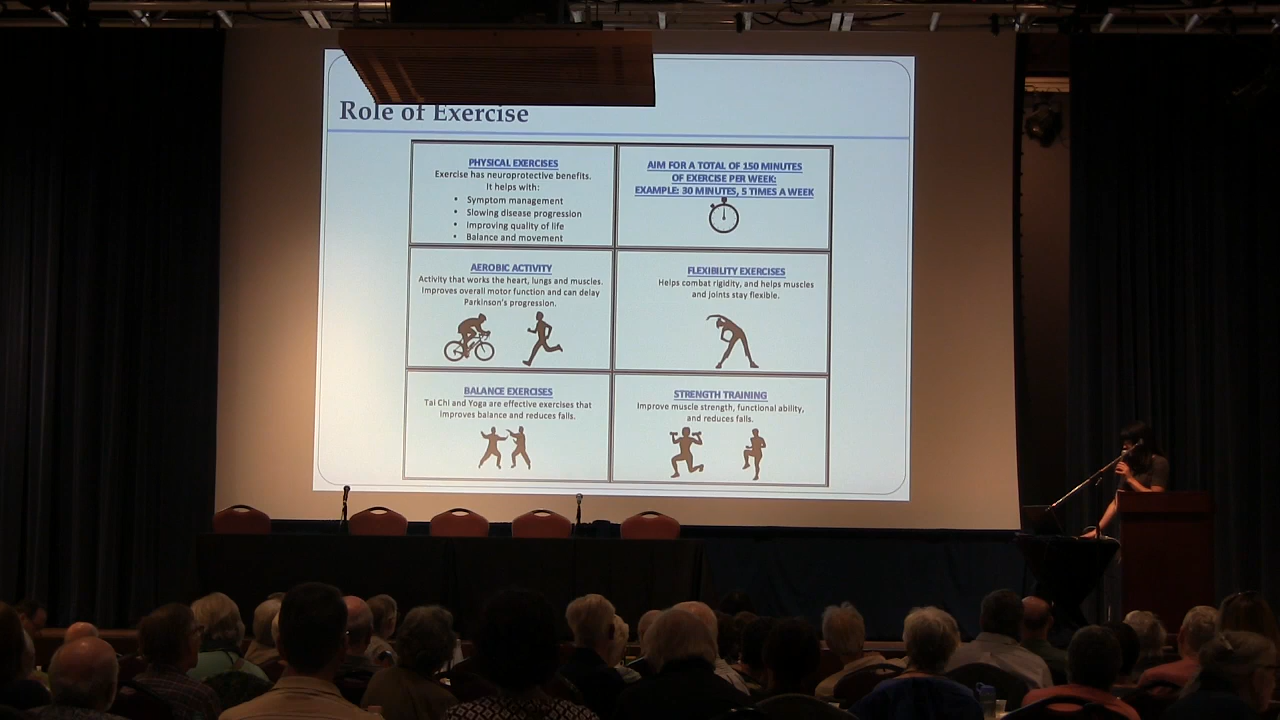 Role of Exercise
PHYSICAL EXERCISES
Exercise has neuroprotective benefits.
It helps with:
• Symptom management
• Slowing disease progression
• Improving quality of life
• Balance and movement
AIM FOR A TOTAL OF 150 MINUTES
OF EXERCISE PER WEEK:
EXAMPLE: 30 MINUTES, 5 TIMES A WEEK
AEROBIC ACTIVITY
Activity that works the heart, lungs and muscles.
Improves overall motor function and can delay
Parkinson's progression.
FLEXIBILITY EXERCISES
Helps combat rigidity, and helps muscles
and joints stay flexible.
BALANCE EXERCISES
Tai Chi and Yoga are effective exercises that
improves balance and reduces falls.
STRENGTH TRAINING
Improve muscle strength, functional ability,
and reduces falls.